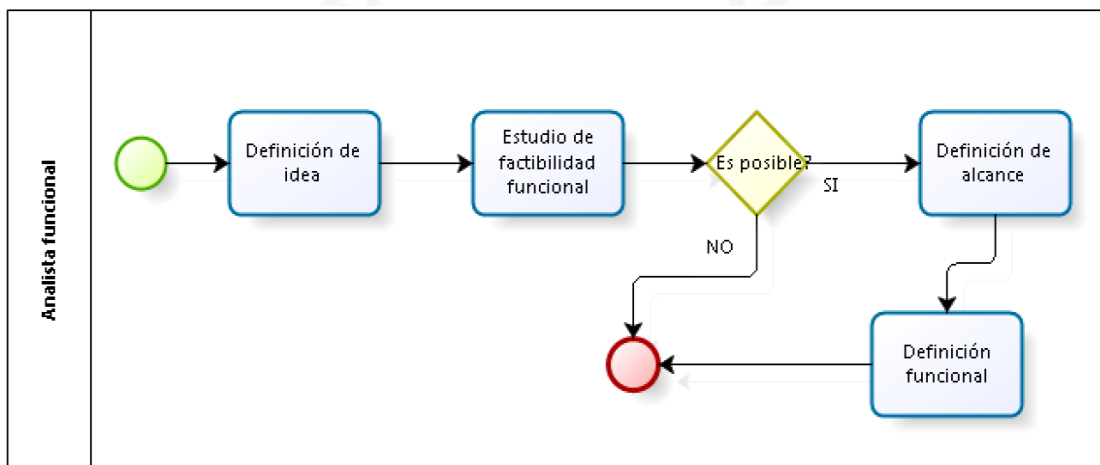 Analista funcional
Definición de
idea
Estudio de
factibilidad
funcional
Es posible?
SI
NO
Definición de
alcance
Definición
funcional